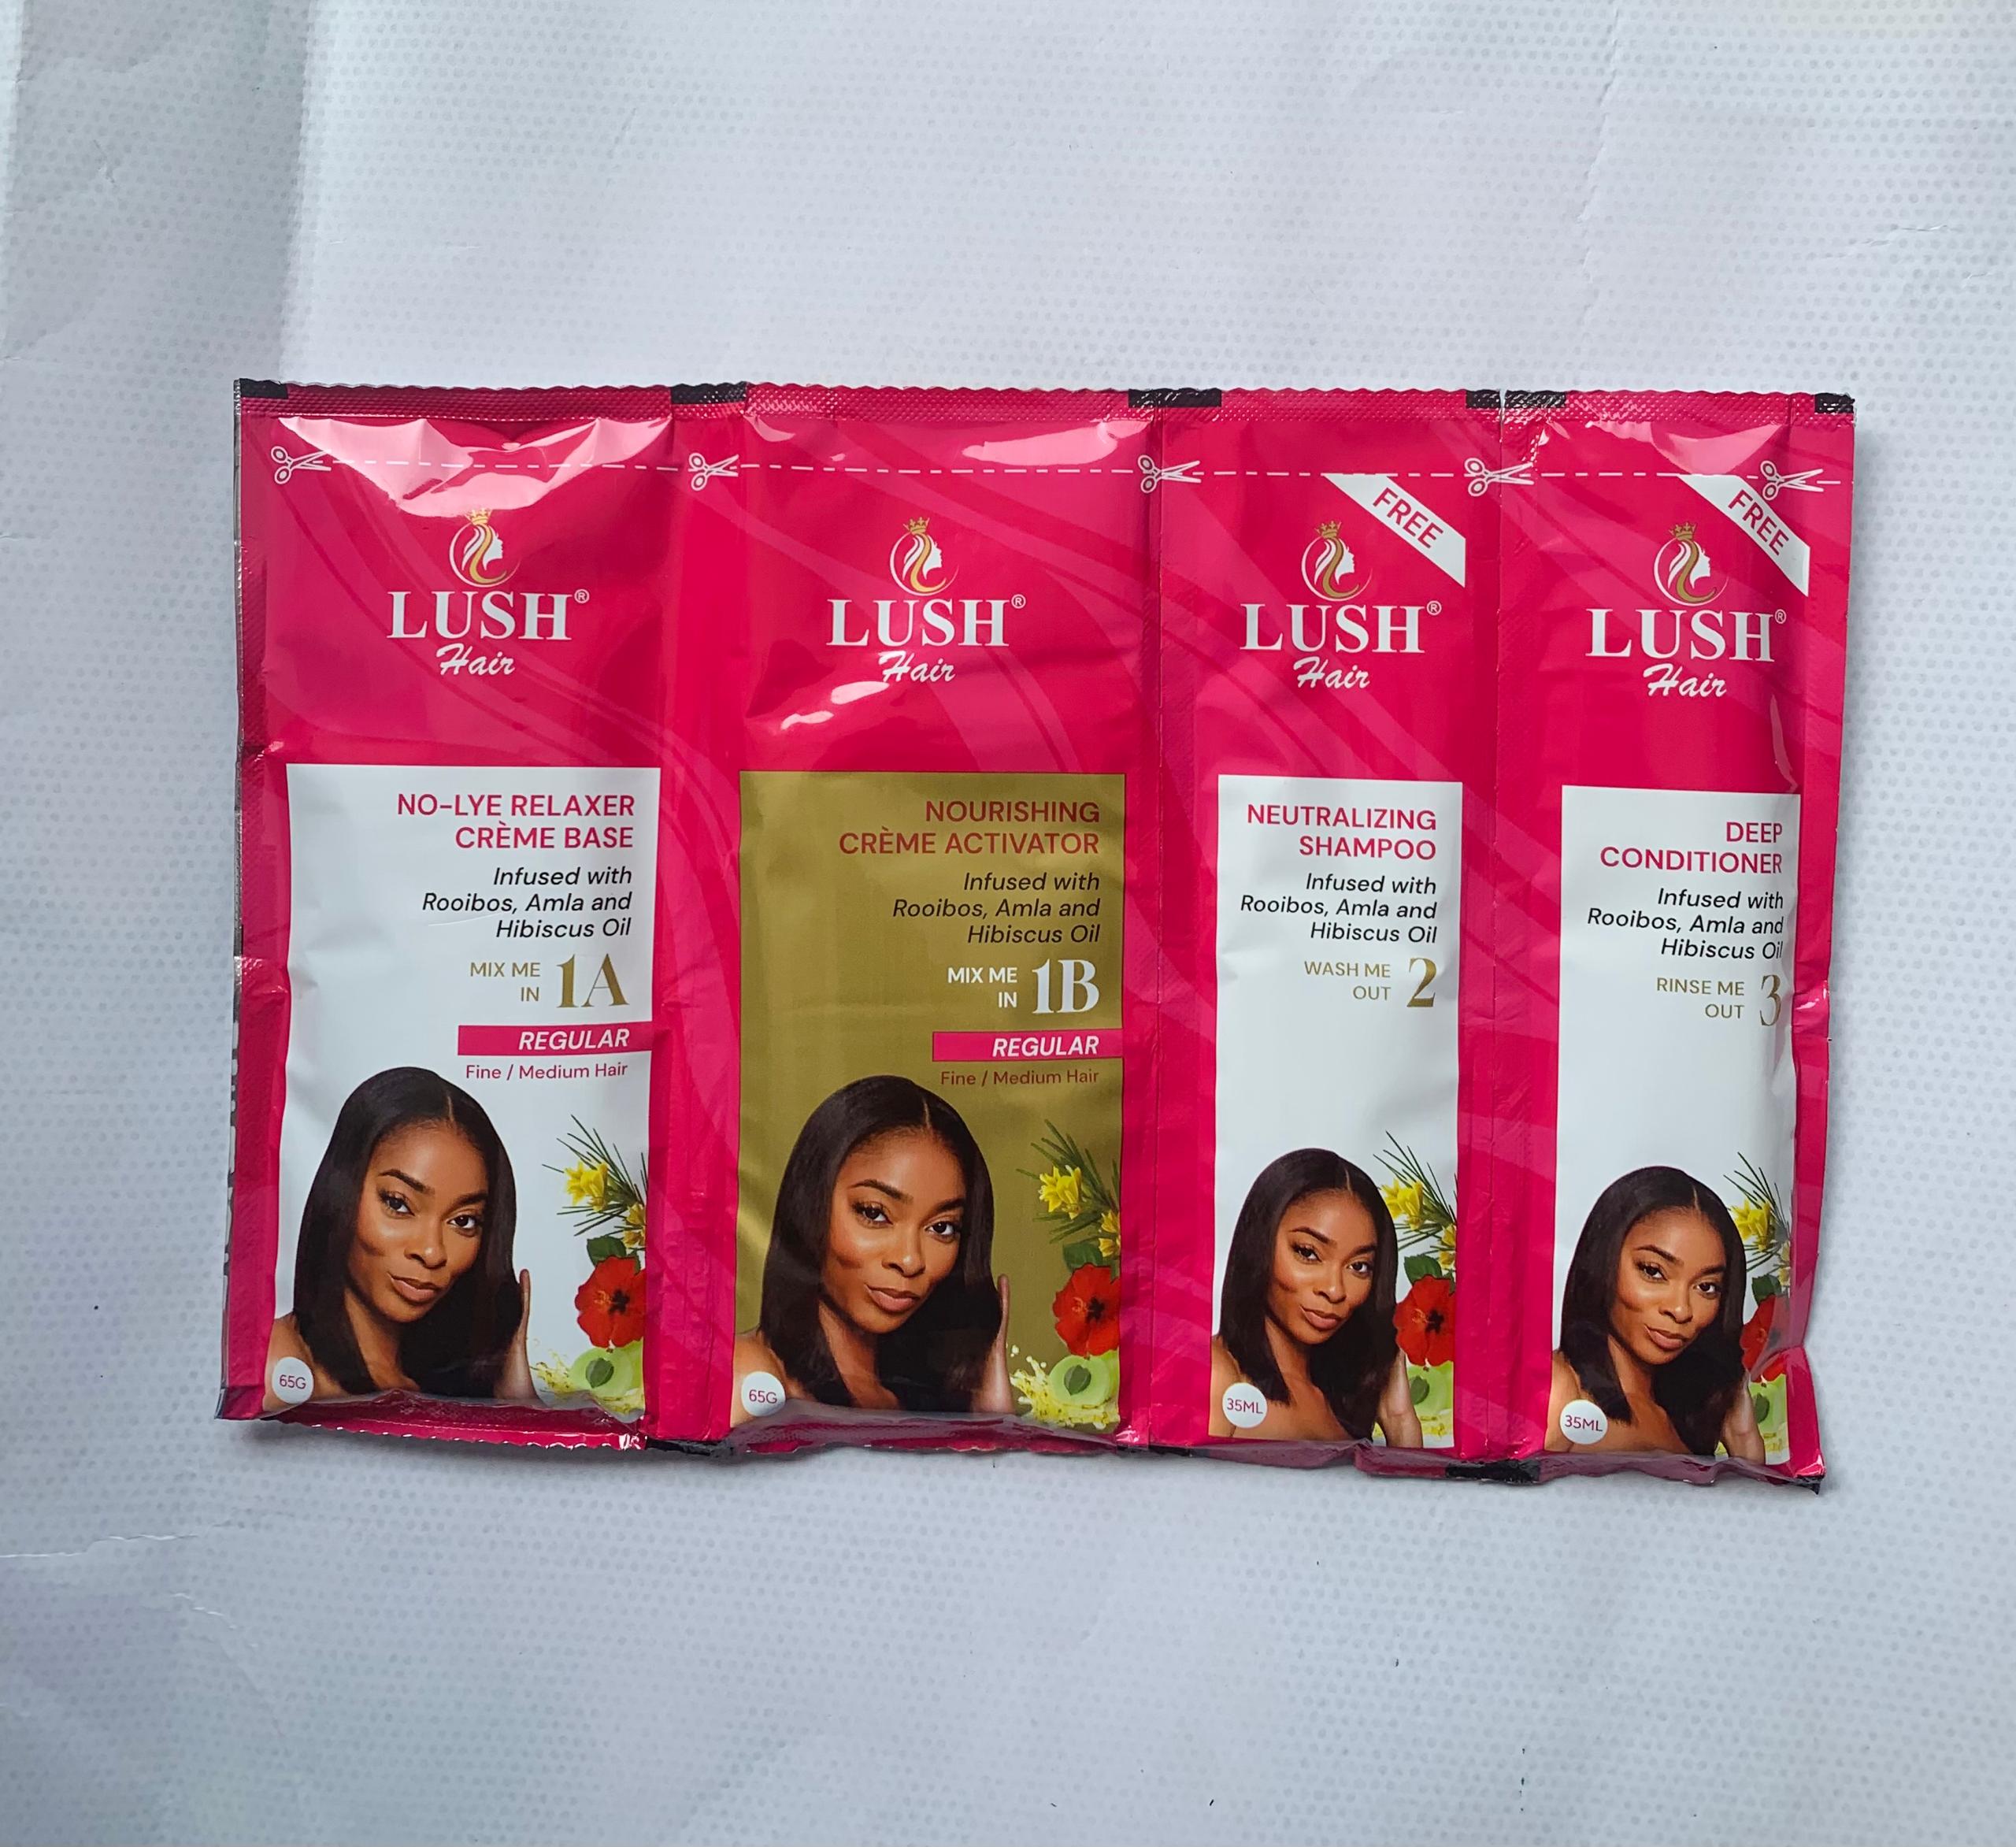 LUSH®
Hair
NO-LYE RELAXER
CRÈME BASE
Infused with
Rooibos, Amla and
Hibiscus Oil
MIX ME
IN
1A
REGULAR
Fine / Medium Hair
65G
LUSH®
Hair
NOURISHING
CRÈME ACTIVATOR
Infused with
Rooibos, Amla and
Hibiscus Oil
MIX ME
IN
1B
REGULAR
Fine / Medium Hair
65G
FREE
LUSH®
Hair
NEUTRALIZING
SHAMPOO
Infused with
Rooibos, Amla and
Hibiscus Oil
WASH ME
OUT
2
35ML
FREE
LUSH®
Hair
DEEP
CONDITIONER
Infused with
Rooibos, Amla and
Hibiscus Oil
RINSE ME
OUT
3
35ML